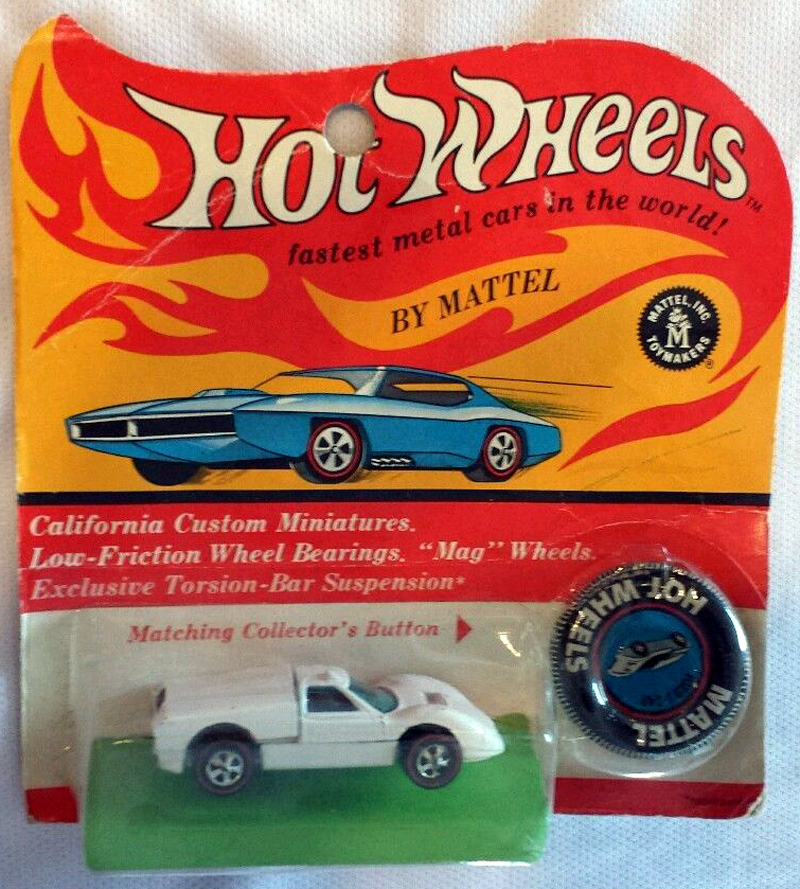 HOT WHEELS™
fastest metal cars in the world!
BY MATTEL
MATTEL, INC.
M
TOYMAKERS®
California Custom Miniatures.
Low-Friction Wheel Bearings. "Mag" Wheels.
Exclusive Torsion-Bar Suspension*
Matching Collector's Button
HOT WHEELS
MATTEL